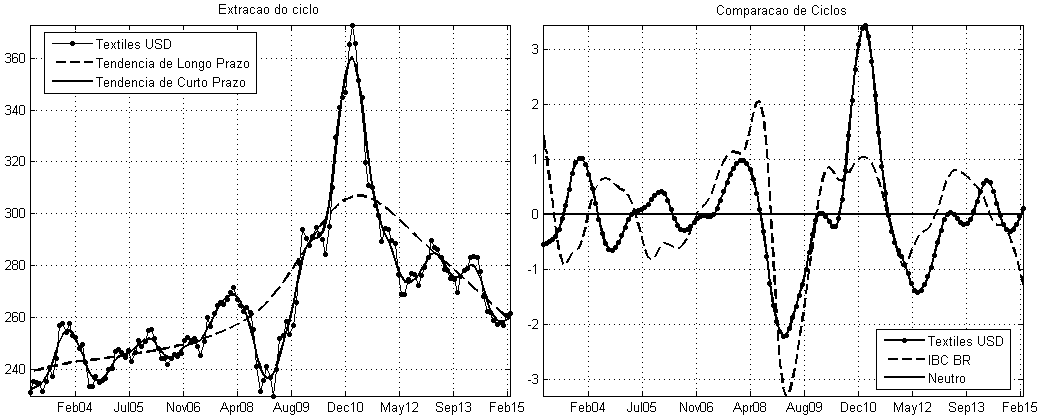 Extracao do ciclo
Textiles USD
Tendencia de Longo Prazo
Tendencia de Curto Prazo
360
340
320
300
280
260
240
Feb04 Jul05 Nov06 Apr08 Aug09 Dec10 May12 Sep13 Feb15
Comparacao de Ciclos
3
2
1
0
-1
-2
-3
Textiles USD
IBC BR
Neutro
Feb04 Jul05 Nov06 Apr08 Aug09 Dec10 May12 Sep13 Feb15